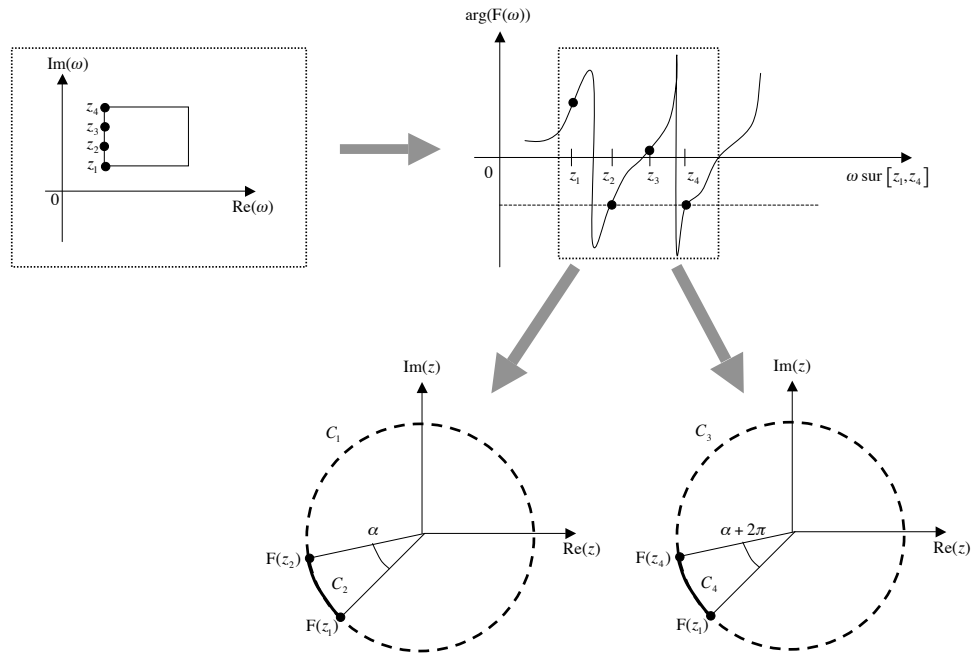 arg(F(ω))
Im(ω)
z₄
z₃
z₂
z₁
0
Re(ω)
0
z₁
z₂
z₃
z₄
ω sur [z₁, z₄]
Im(z)
C₁
α
Re(z)
F(z₂)
C₂
F(z₁)
Im(z)
C₃
α + 2π
Re(z)
F(z₄)
C₄
F(z₁)